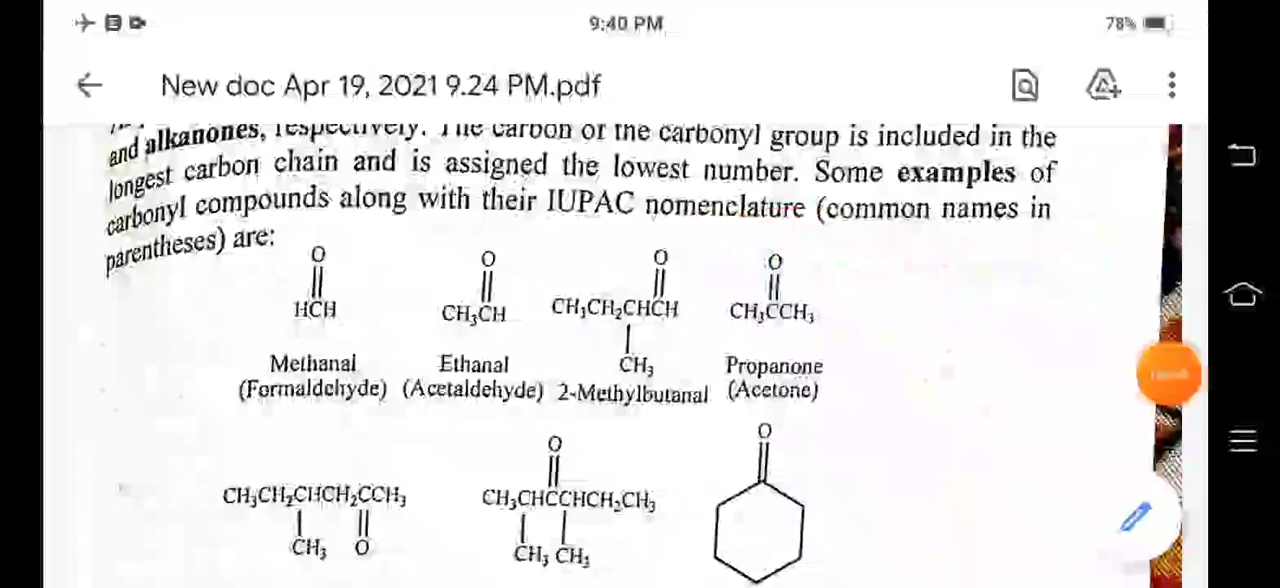 9:40 PM
78%
New doc Apr 19, 2021 9.24 PM.pdf
and alkanones, respectively. The carbon of the carbonyl group is included in the
longest carbon chain and is assigned the lowest number. Some examples of
carbonyl compounds along with their IUPAC nomenclature (common names in
parentheses) are:
O O O O
HCH CH₃CH CH₃CH₂CHCH CH₃CCH₃
CH₃
Methanal Ethanal Propanone
(Formaldehyde) (Acetaldehyde) 2-Methylbutanal (Acetone)
O O
CH₃CH₂CHCH₂CCH₃ CH₃CHCCHCH₂CH₃
CH₃ O CH₃ CH₃